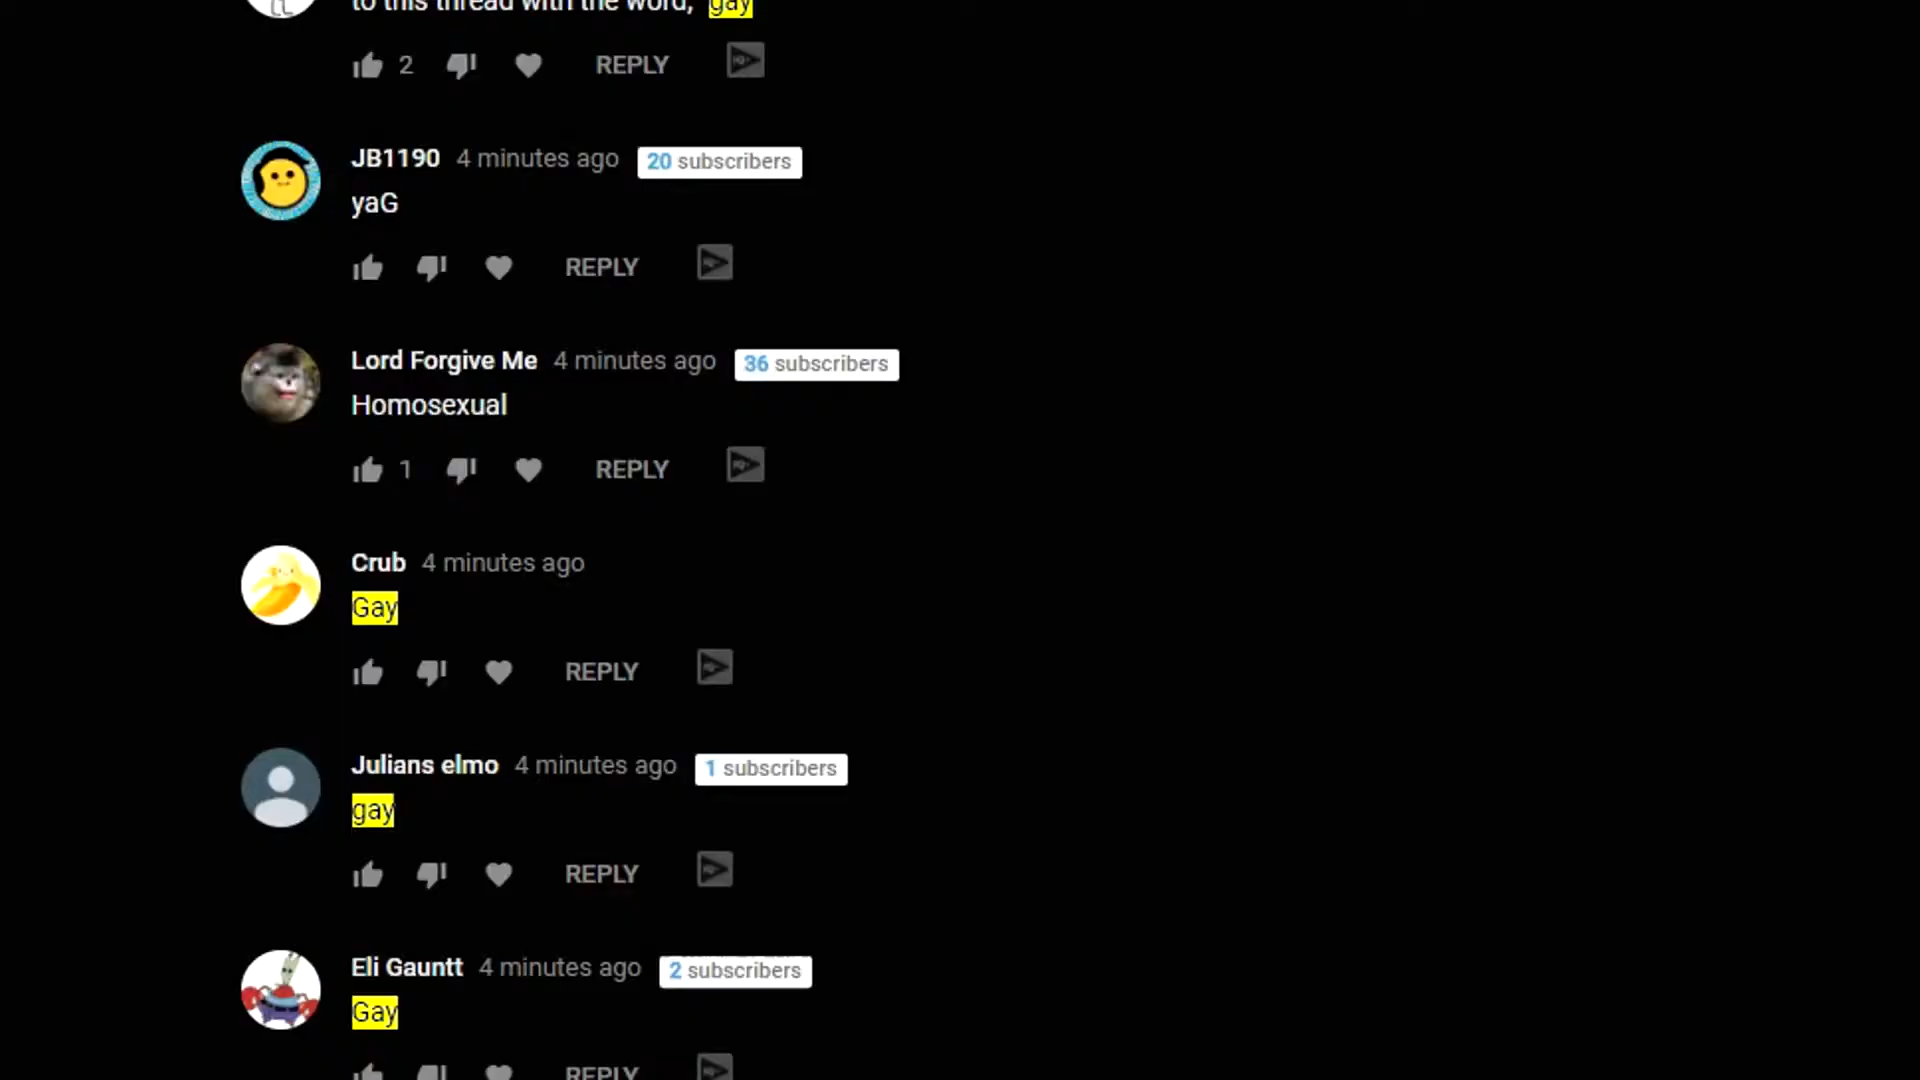 to this thread with the word, gay
2 REPLY
JB1190 4 minutes ago 20 subscribers
yaG
REPLY
Lord Forgive Me 4 minutes ago 36 subscribers
Homosexual
1 REPLY
Crub 4 minutes ago
Gay
REPLY
Julians elmo 4 minutes ago 1 subscribers
gay
REPLY
Eli Gauntt 4 minutes ago 2 subscribers
Gay
REPLY